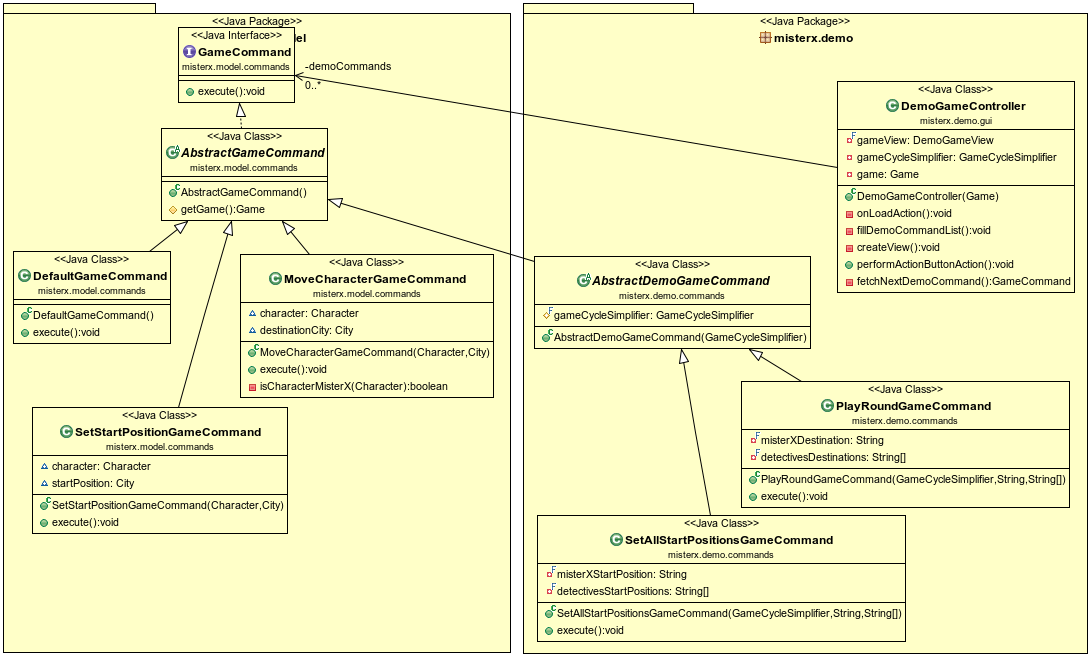 <<Java Package>>
el
<<Java Interface>>
GameCommand
misterx.model.commands
execute():void
-demoCommands
0..*
<<Java Class>>
AbstractGameCommand
misterx.model.commands
AbstractGameCommand()
getGame():Game
<<Java Class>>
DefaultGameCommand
misterx.model.commands
DefaultGameCommand()
execute():void
<<Java Class>>
MoveCharacterGameCommand
misterx.model.commands
character: Character
destinationCity: City
MoveCharacterGameCommand(Character,City)
execute():void
isCharacterMisterX(Character):boolean
<<Java Class>>
SetStartPositionGameCommand
misterx.model.commands
character: Character
startPosition: City
SetStartPositionGameCommand(Character,City)
execute():void
<<Java Package>>
misterx.demo
<<Java Class>>
DemoGameController
misterx.demo.gui
gameView: DemoGameView
gameCycleSimplifier: GameCycleSimplifier
game: Game
DemoGameController(Game)
onLoadAction():void
fillDemoCommandList():void
createView():void
performActionButtonAction():void
fetchNextDemoCommand():GameCommand
<<Java Class>>
AbstractDemoGameCommand
misterx.demo.commands
gameCycleSimplifier: GameCycleSimplifier
AbstractDemoGameCommand(GameCycleSimplifier)
<<Java Class>>
PlayRoundGameCommand
misterx.demo.commands
misterXDestination: String
detectivesDestinations: String[]
PlayRoundGameCommand(GameCycleSimplifier,String,String[])
execute():void
<<Java Class>>
SetAllStartPositionsGameCommand
misterx.demo.commands
misterXStartPosition: String
detectivesStartPositions: String[]
SetAllStartPositionsGameCommand(GameCycleSimplifier,String,String[])
execute():void